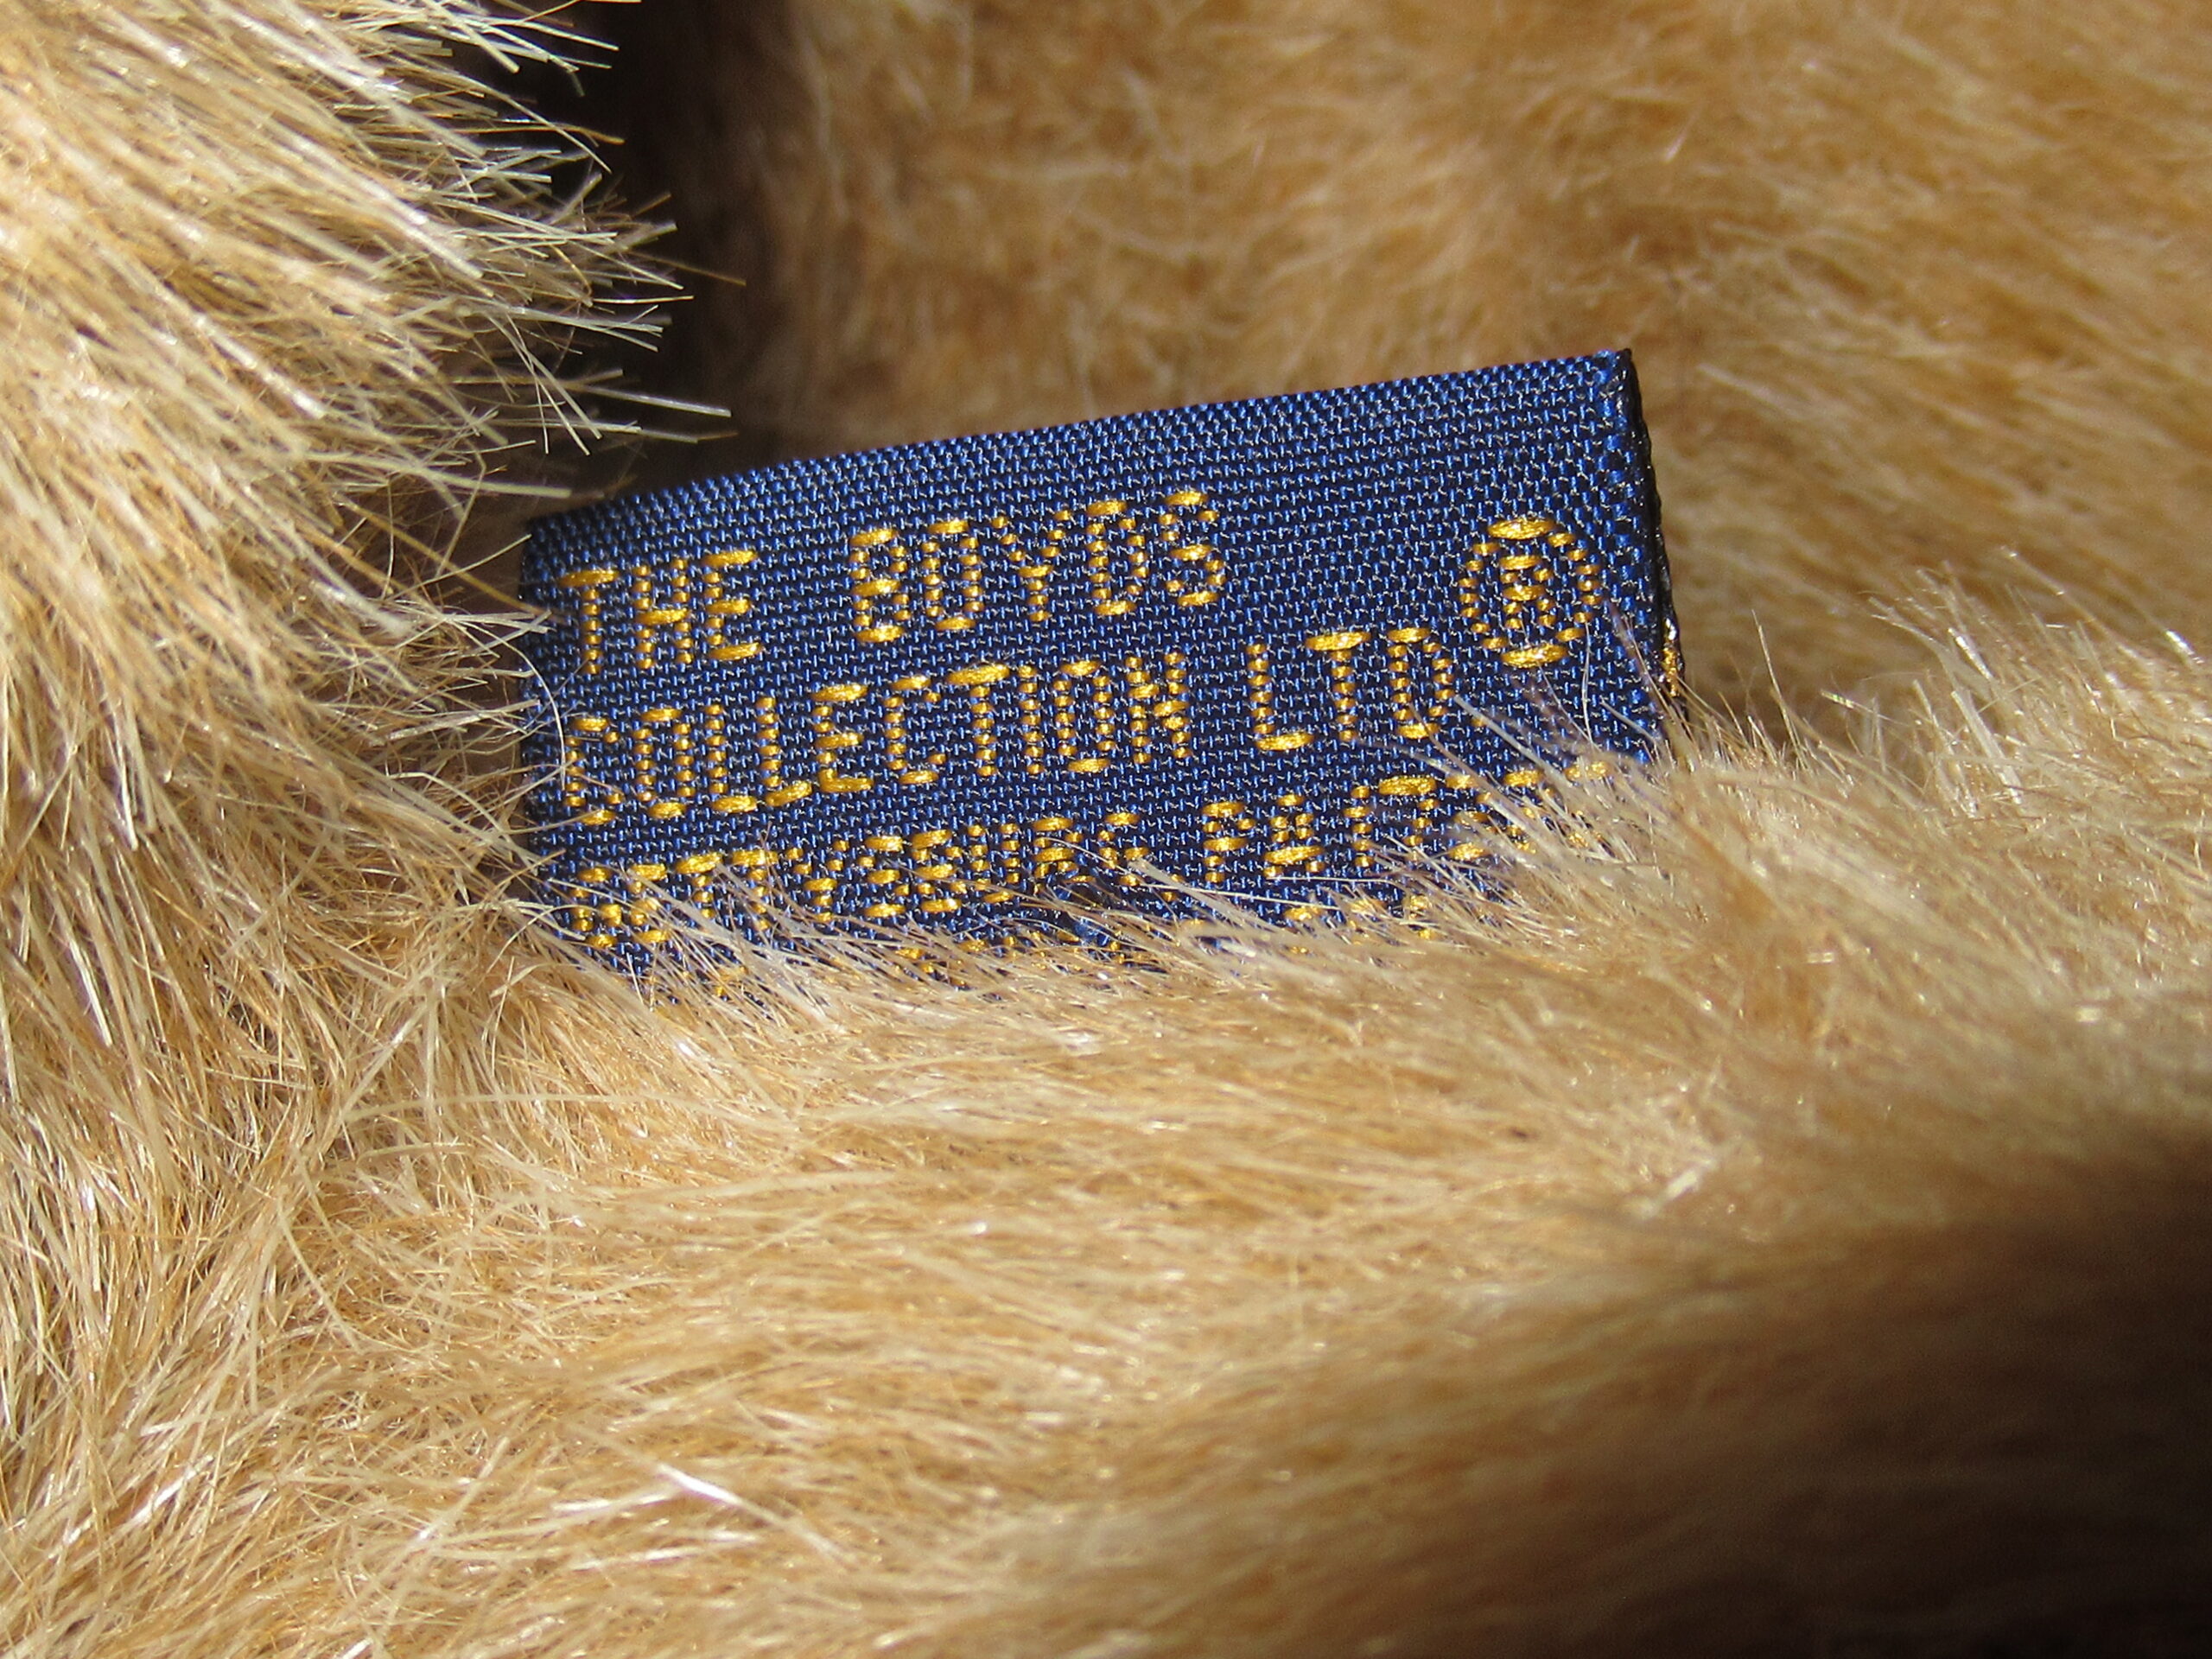 THE BOYDS
COLLECTION LTD ®
GETTYSBURG PA